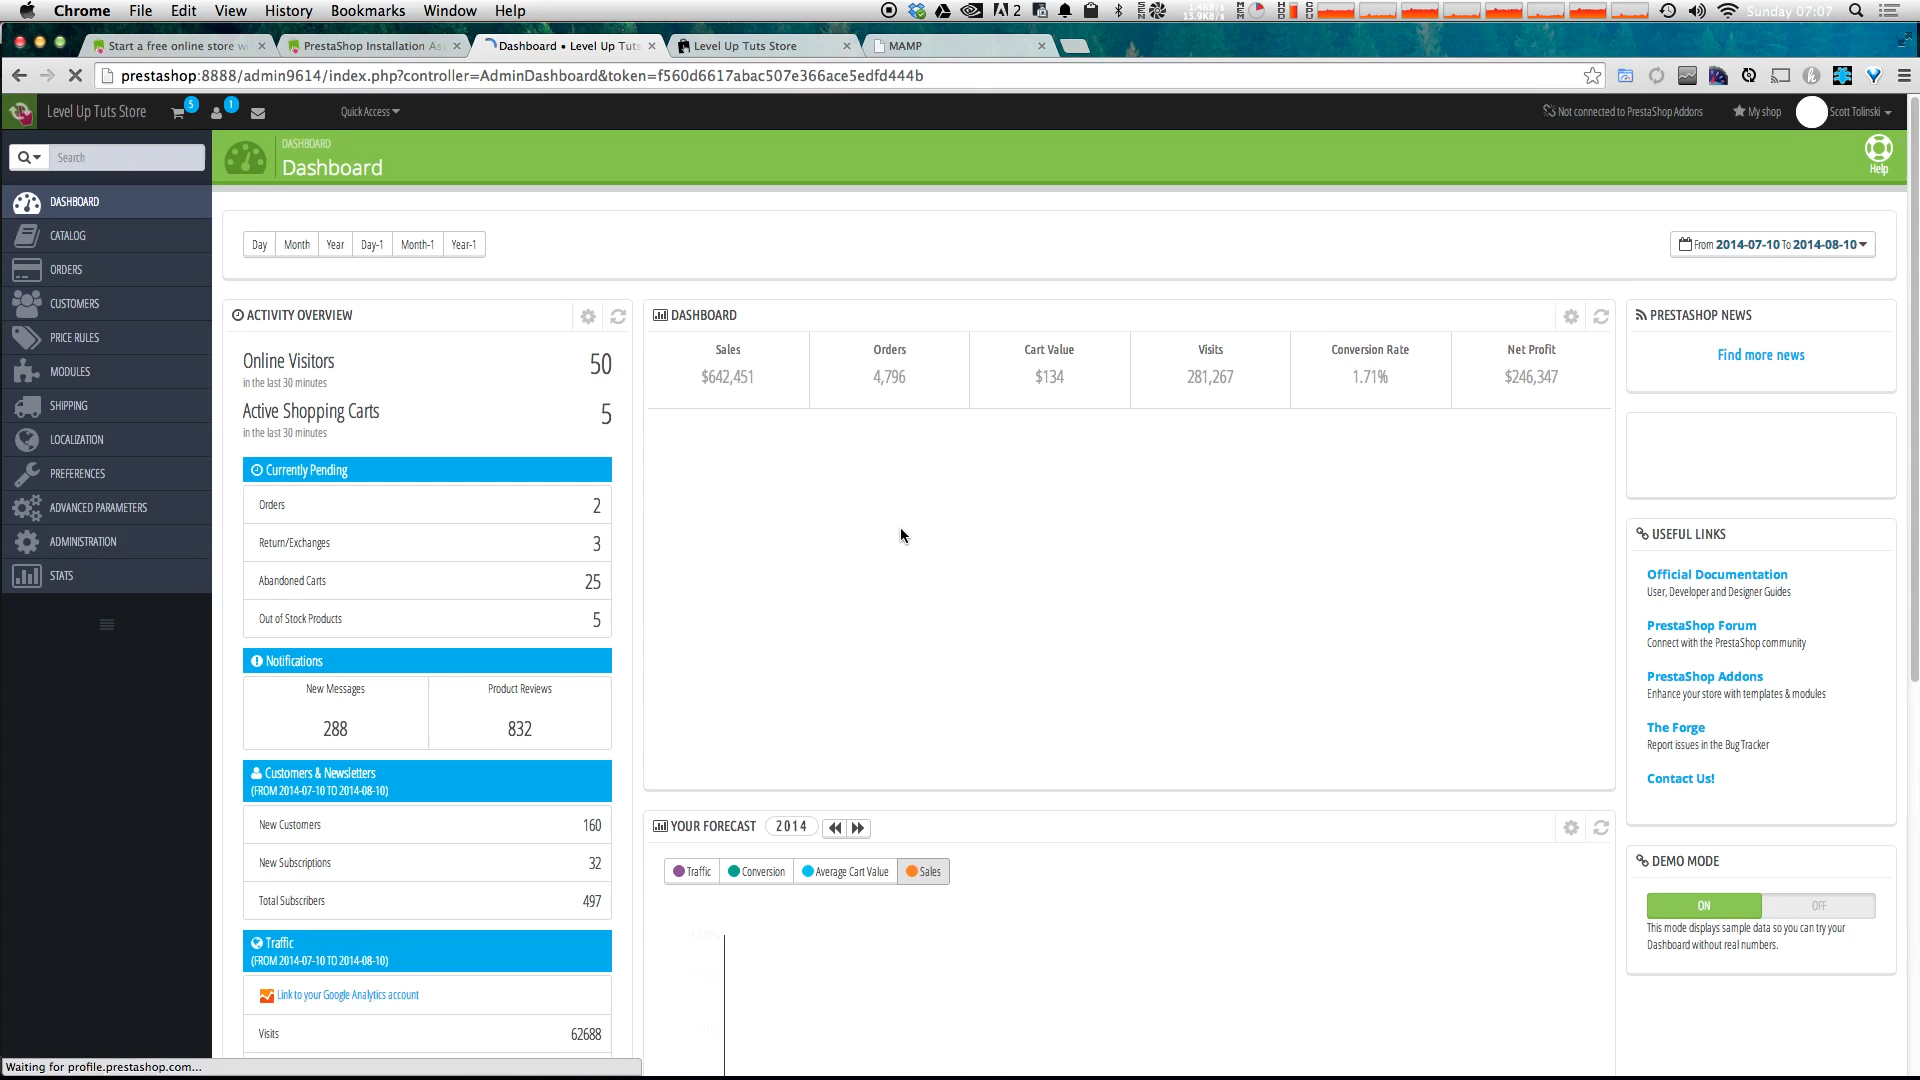 Chrome File Edit View History Bookmarks Window Help
2 1.4KB/s Sunday 07:07
15.9KB/s
Start a free online store wi PrestaShop Installation As Dashboard • Level Up Tuts Level Up Tuts Store MAMP
prestashop:8888/admin9614/index.php?controller=AdminDashboard&token=f560d6617abac507e366ace5edfd444b
Level Up Tuts Store 5 1 Quick Access Not connected to PrestaShop Addons My shop Scott Tolinski
DASHBOARD
Dashboard
Help
Search
DASHBOARD
CATALOG
ORDERS
CUSTOMERS
PRICE RULES
MODULES
SHIPPING
LOCALIZATION
PREFERENCES
ADVANCED PARAMETERS
ADMINISTRATION
STATS
Day Month Year Day-1 Month-1 Year-1
From 2014-07-10 To 2014-08-10
ACTIVITY OVERVIEW
Online Visitors 50
in the last 30 minutes
Active Shopping Carts 5
in the last 30 minutes
Currently Pending
Orders 2
Return/Exchanges 3
Abandoned Carts 25
Out of Stock Products 5
Notifications
New Messages Product Reviews
288 832
Customers & Newsletters
(FROM 2014-07-10 TO 2014-08-10)
New Customers 160
New Subscriptions 32
Total Subscribers 497
Traffic
(FROM 2014-07-10 TO 2014-08-10)
Link to your Google Analytics account
Visits 62688
DASHBOARD
Sales Orders Cart Value Visits Conversion Rate Net Profit
$642,451 4,796 $134 281,267 1.71% $246,347
YOUR FORECAST 2014
Traffic Conversion Average Cart Value Sales
PRESTASHOP NEWS
Find more news
USEFUL LINKS
Official Documentation
User, Developer and Designer Guides
PrestaShop Forum
Connect with the PrestaShop community
PrestaShop Addons
Enhance your store with templates & modules
The Forge
Report issues in the Bug Tracker
Contact Us!
DEMO MODE
ON OFF
This mode displays sample data so you can try your
Dashboard without real numbers.
Waiting for profile.prestashop.com...